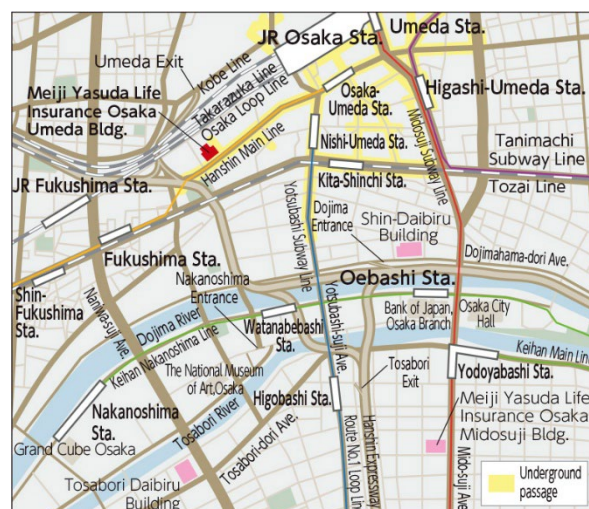 JR Osaka Sta.
Umeda Sta.
Umeda Exit
Kobe Line
Takarazuka Line
Osaka Loop Line
Meiji Yasuda Life
Insurance Osaka
Umeda Bldg.
Osaka-
Umeda Sta.
Higashi-Umeda Sta.
Hanshin Main Line
Nishi-Umeda Sta.
Midosuji Subway Line
Tanimachi
Subway Line
JR Fukushima Sta.
Kita-Shinchi Sta.
Tozai Line
Dojima
Entrance
Shin-Daibiru
Building
Yotsubashi Subway Line
Fukushima Sta.
Dojimahama-dori Ave.
Nakanoshima
Entrance
Oebashi Sta.
Shin-
Fukushima
Sta.
Naniwa-suji Ave.
Dojima River
Keihan Nakanoshima Line
Watanabebashi
Sta.
Yotsubashi-suji Ave.
Bank of Japan,
Osaka Branch
Osaka City
Hall
Keihan Main Line
The National Museum
of Art,Osaka
Tosabori
Exit
Yodoyabashi Sta.
Higobashi Sta.
Nakanoshima
Sta.
Grand Cube Osaka
Tosabori River
Tosabori-dori Ave.
Meiji Yasuda Life
Insurance Osaka
Midosuji Bldg.
Route No.1 Loop Line
Hanshin Expressway
Mido-suji Ave.
Tosabori Daibiru
Building
Underground
passage